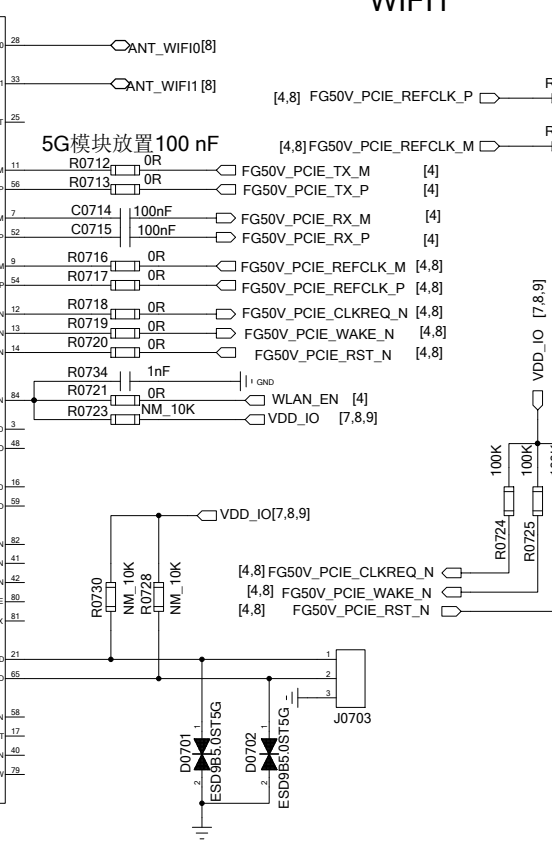 WIFI1
28
ANT_WIFI0[8]
33
ANT_WIFI1 [8]
[4,8] FG50V_PCIE_REFCLK_P
R
25
5G模块放置100 nF
[4,8] FG50V_PCIE_REFCLK_M
R
11 R0712 0R FG50V_PCIE_TX_M [4]
56 R0713 0R FG50V_PCIE_TX_P [4]
7 C0714 100nF FG50V_PCIE_RX_M [4]
52 C0715 100nF FG50V_PCIE_RX_P [4]
9 R0716 0R FG50V_PCIE_REFCLK_M [4,8]
54 R0717 0R FG50V_PCIE_REFCLK_P [4,8]
12 R0718 0R FG50V_PCIE_CLKREQ_N [4,8]
13 R0719 0R FG50V_PCIE_WAKE_N [4,8]
14 R0720 0R FG50V_PCIE_RST_N [4,8]
VDD_IO [7,8,9]
R0734 1nF GND
84 R0721 0R WLAN_EN [4]
R0723 NM_10K VDD_IO [7,8,9]
3
48
100K
100K
16
59
R0724
R0725
VDD_IO[7,8,9]
82
41
42
80
81
R0730
NM_10K
R0728
NM_10K
[4,8] FG50V_PCIE_CLKREQ_N
[4,8] FG50V_PCIE_WAKE_N
[4,8] FG50V_PCIE_RST_N
21
65
1
2
3
J0703
58
17
40
79
D0701
1
2
ESD9B5.0ST5G
D0702
1
2
ESD9B5.0ST5G